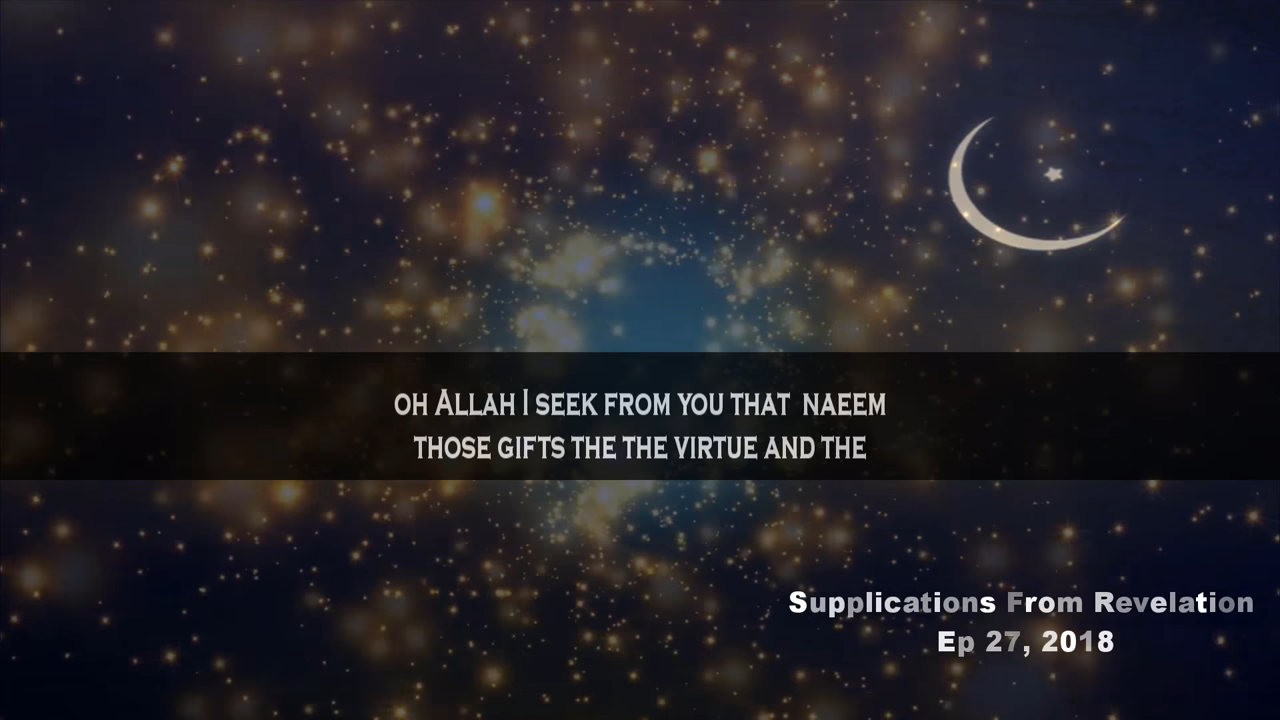 oh Allah I seek from you that naeem
those gifts the the virtue and the
Supplications From Revelation
Ep 27, 2018